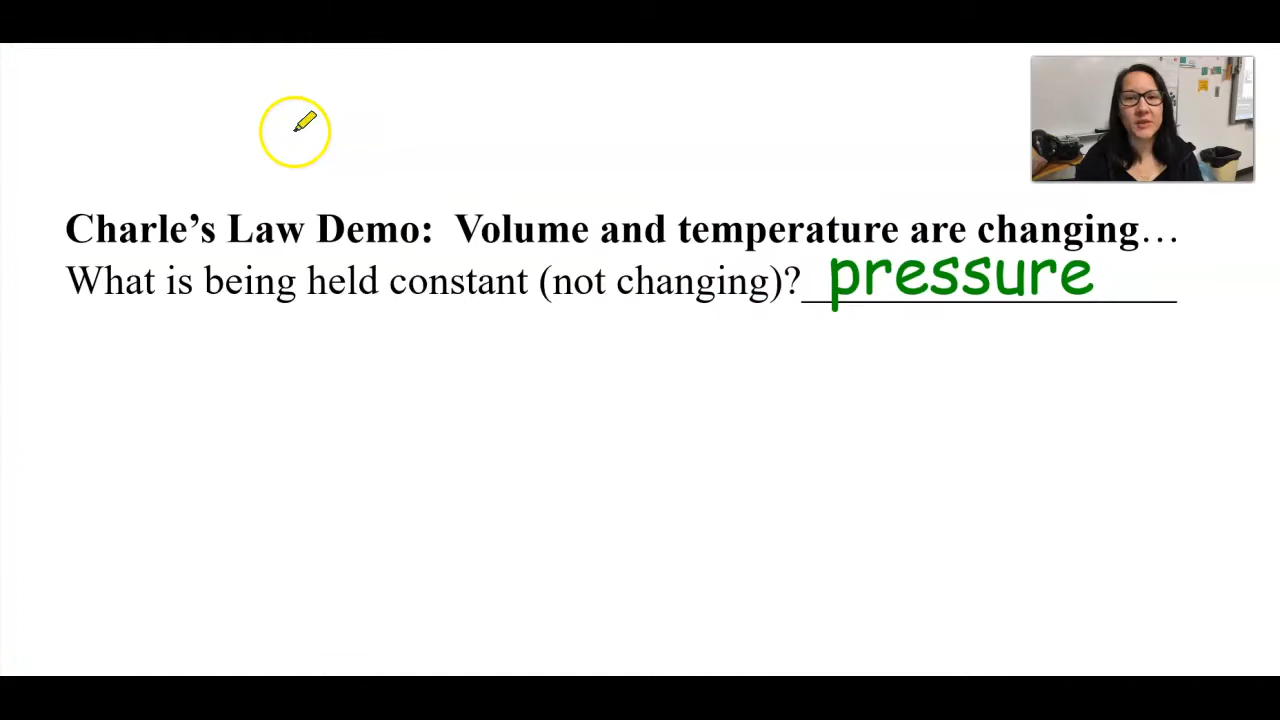 Charle’s Law Demo:  Volume and temperature are changing…
What is being held constant (not changing)? pressure